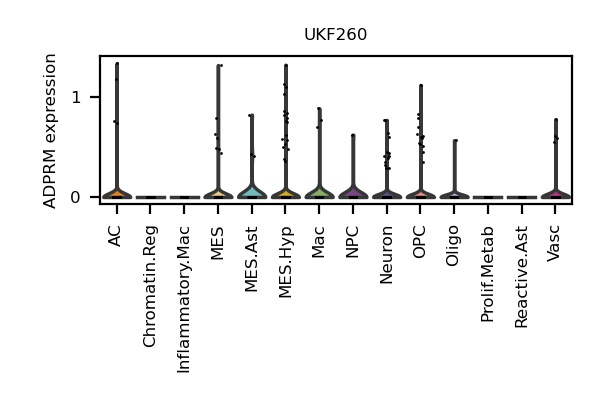 UKF260
ADPRM expression
1
0
AC
Chromatin.Reg
Inflammatory.Mac
MES
MES.Ast
MES.Hyp
Mac
NPC
Neuron
OPC
Oligo
Prolif.Metab
Reactive.Ast
Vasc